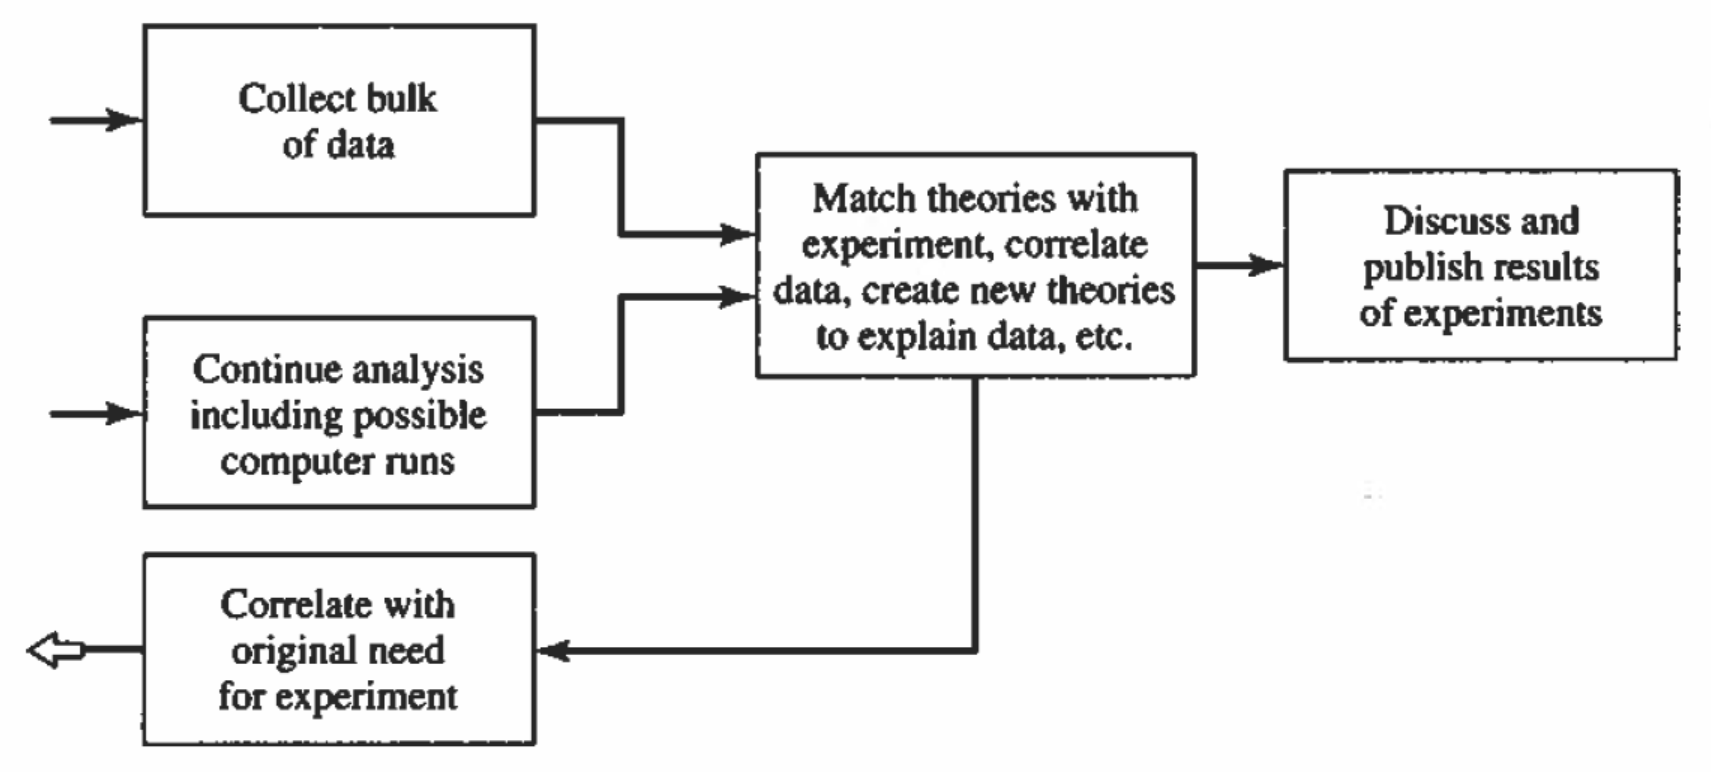 Collect bulk
of data
Continue analysis
including possible
computer runs
Correlate with
original need
for experiment
Match theories with
experiment, correlate
data, create new theories
to explain data, etc.
Discuss and
publish results
of experiments